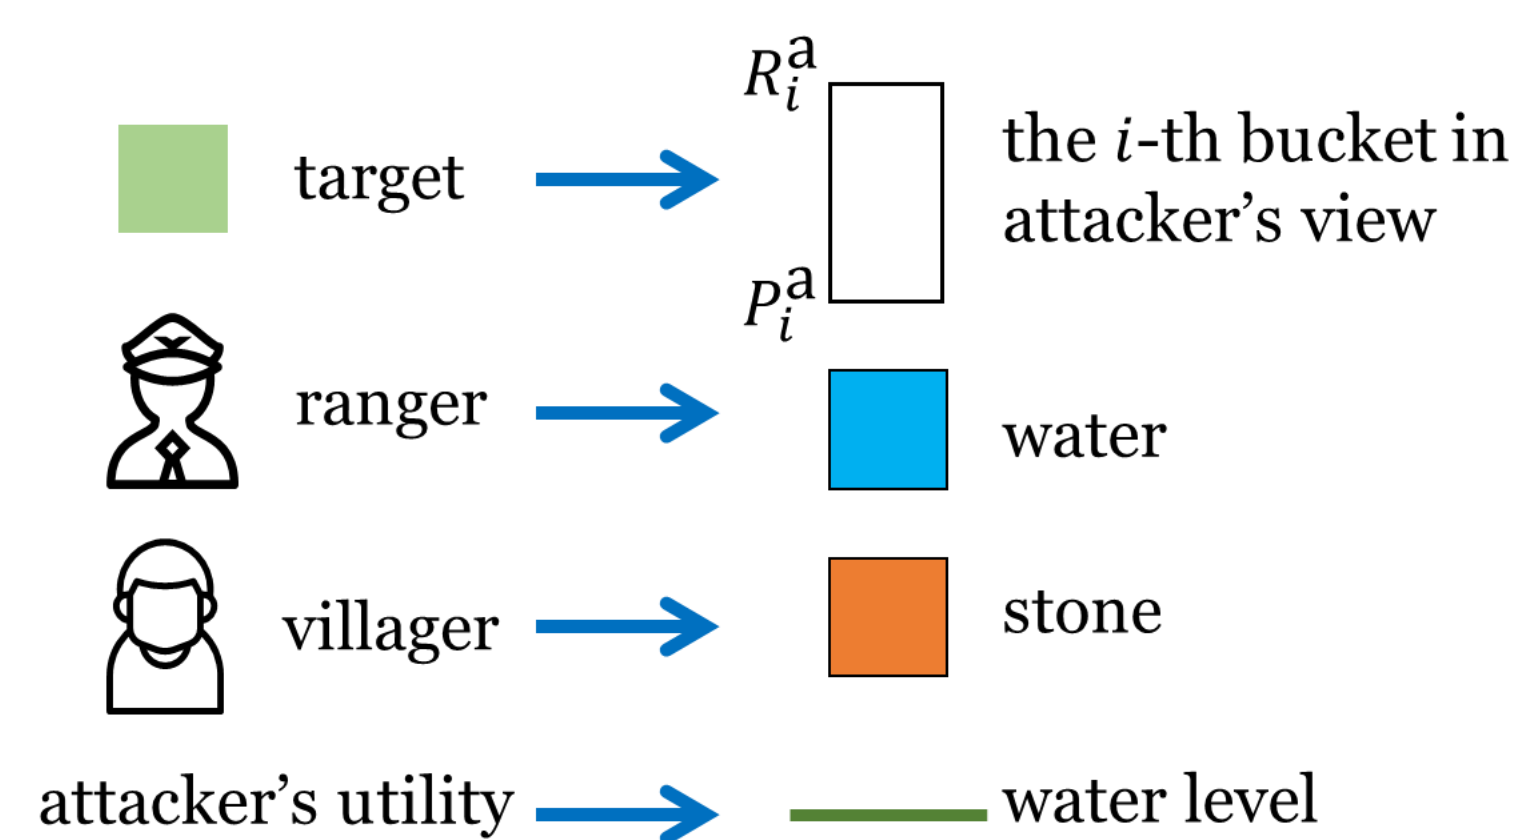 target
R_i^a
P_i^a
the i-th bucket in
attacker's view
ranger
water
villager
stone
attacker's utility
water level